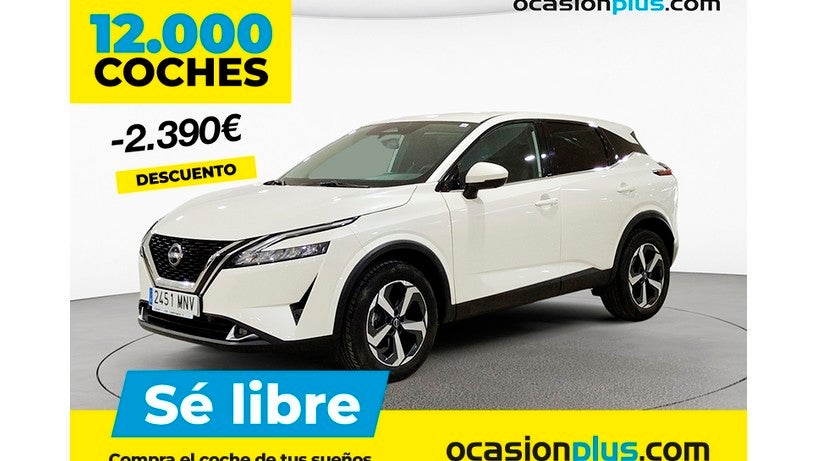 ocasionplus.com
12.000
COCHES
-2.390€
DESCUENTO
2451 MNV
Sé libre
Compra el coche de tus sueños
ocasionplus.com